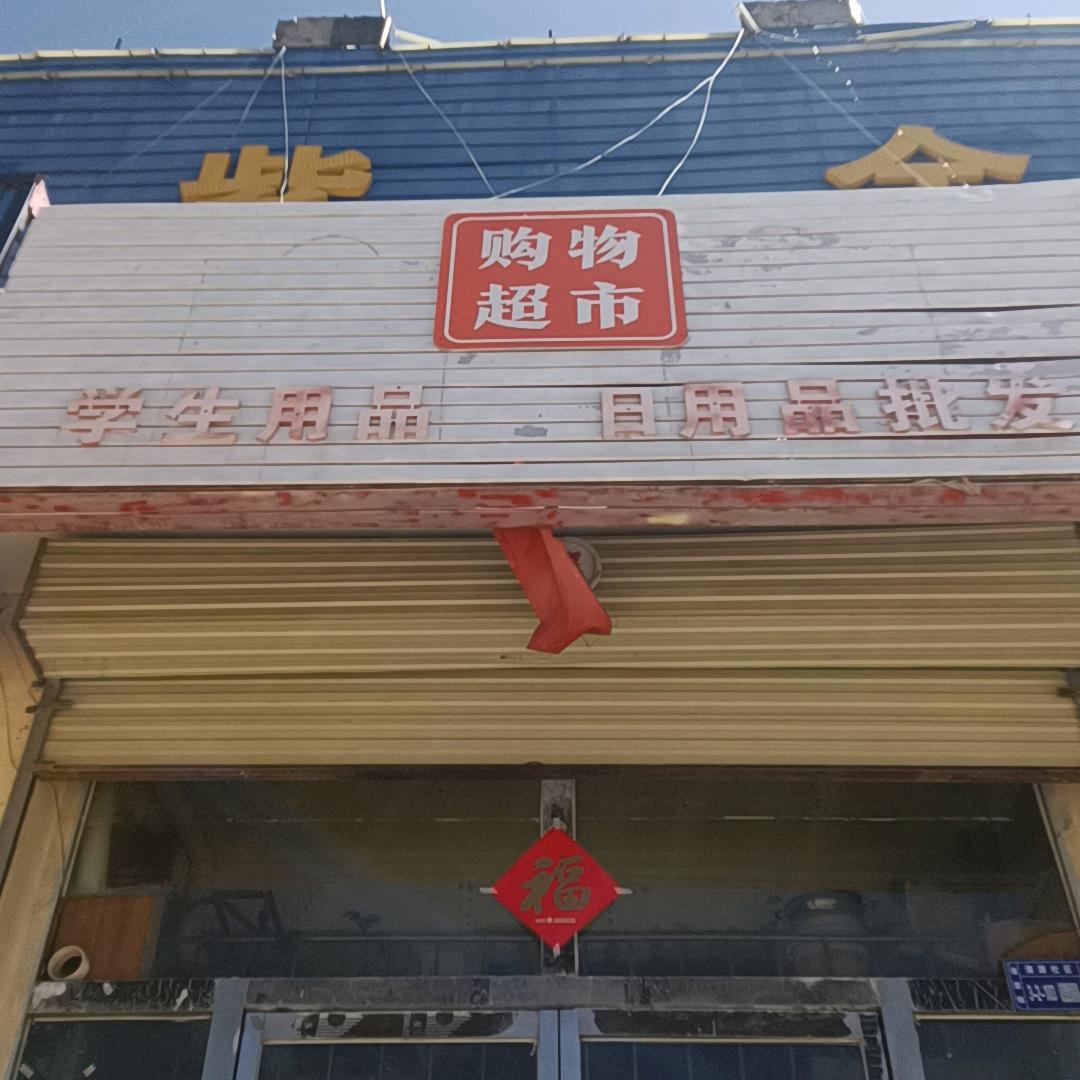 购物
超市
学生用品 日用品批发
福